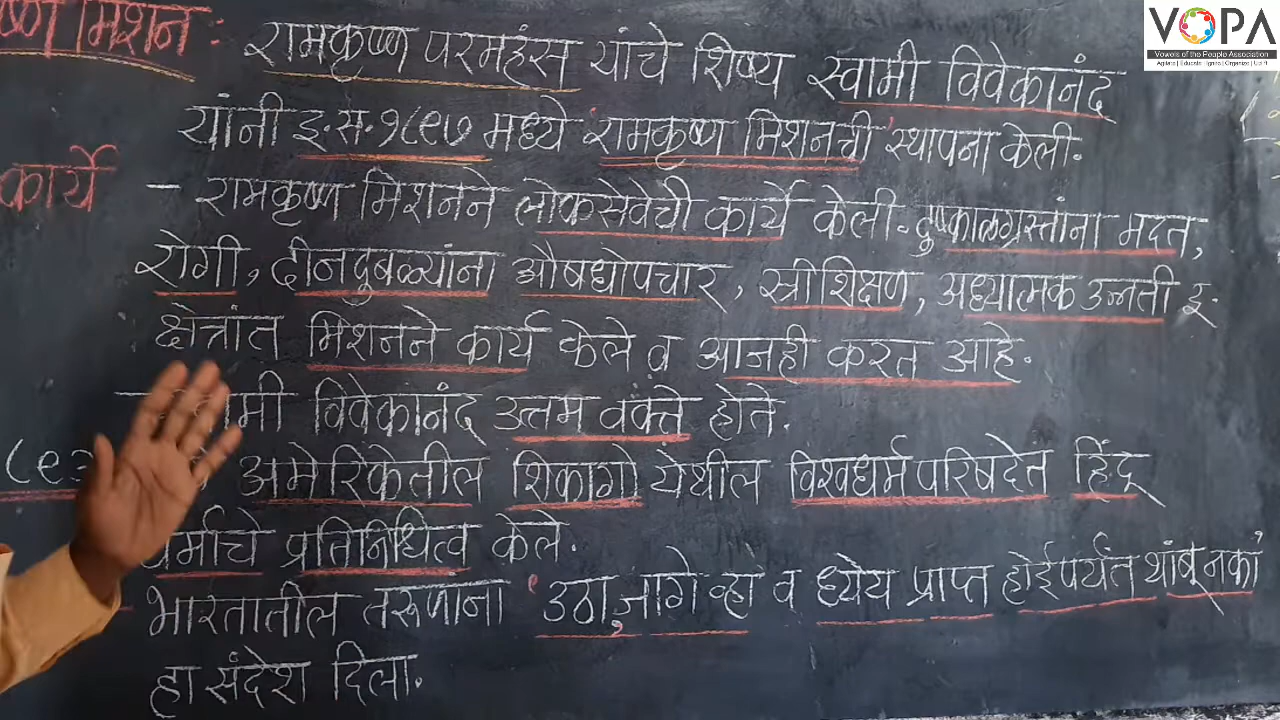 ष्ण मिशन: रामकृष्ण परमहंस यांचे शिष्य स्वामी विवेकानंद
यांनी इ.स.१८९७ मध्ये 'रामकृष्ण मिशनची' स्थापना केली.
कार्ये - रामकृष्ण मिशनने लोकसेवेची कार्ये केली. दुष्काळग्रस्तांना मदत,
रोगी, दीनदुबळ्यांना औषधोपचार, स्त्रीशिक्षण, अध्यात्मक उन्नती इ.
क्षेत्रांत मिशनने कार्य केले व आजही करत आहे.
विवेकानंद उत्तम वक्ते होते.
अमेरिकेतील शिकागो येथील विश्वधर्मपरिषदेत हिंदू
धर्माचे प्रतिनिधित्व केले.
भारतातील तरूणांना 'उठा, जागे व्हा व ध्येय प्राप्त होईपर्यंत थांबू नका'
हा संदेश दिला.
VOPA
Vowels of the People Association